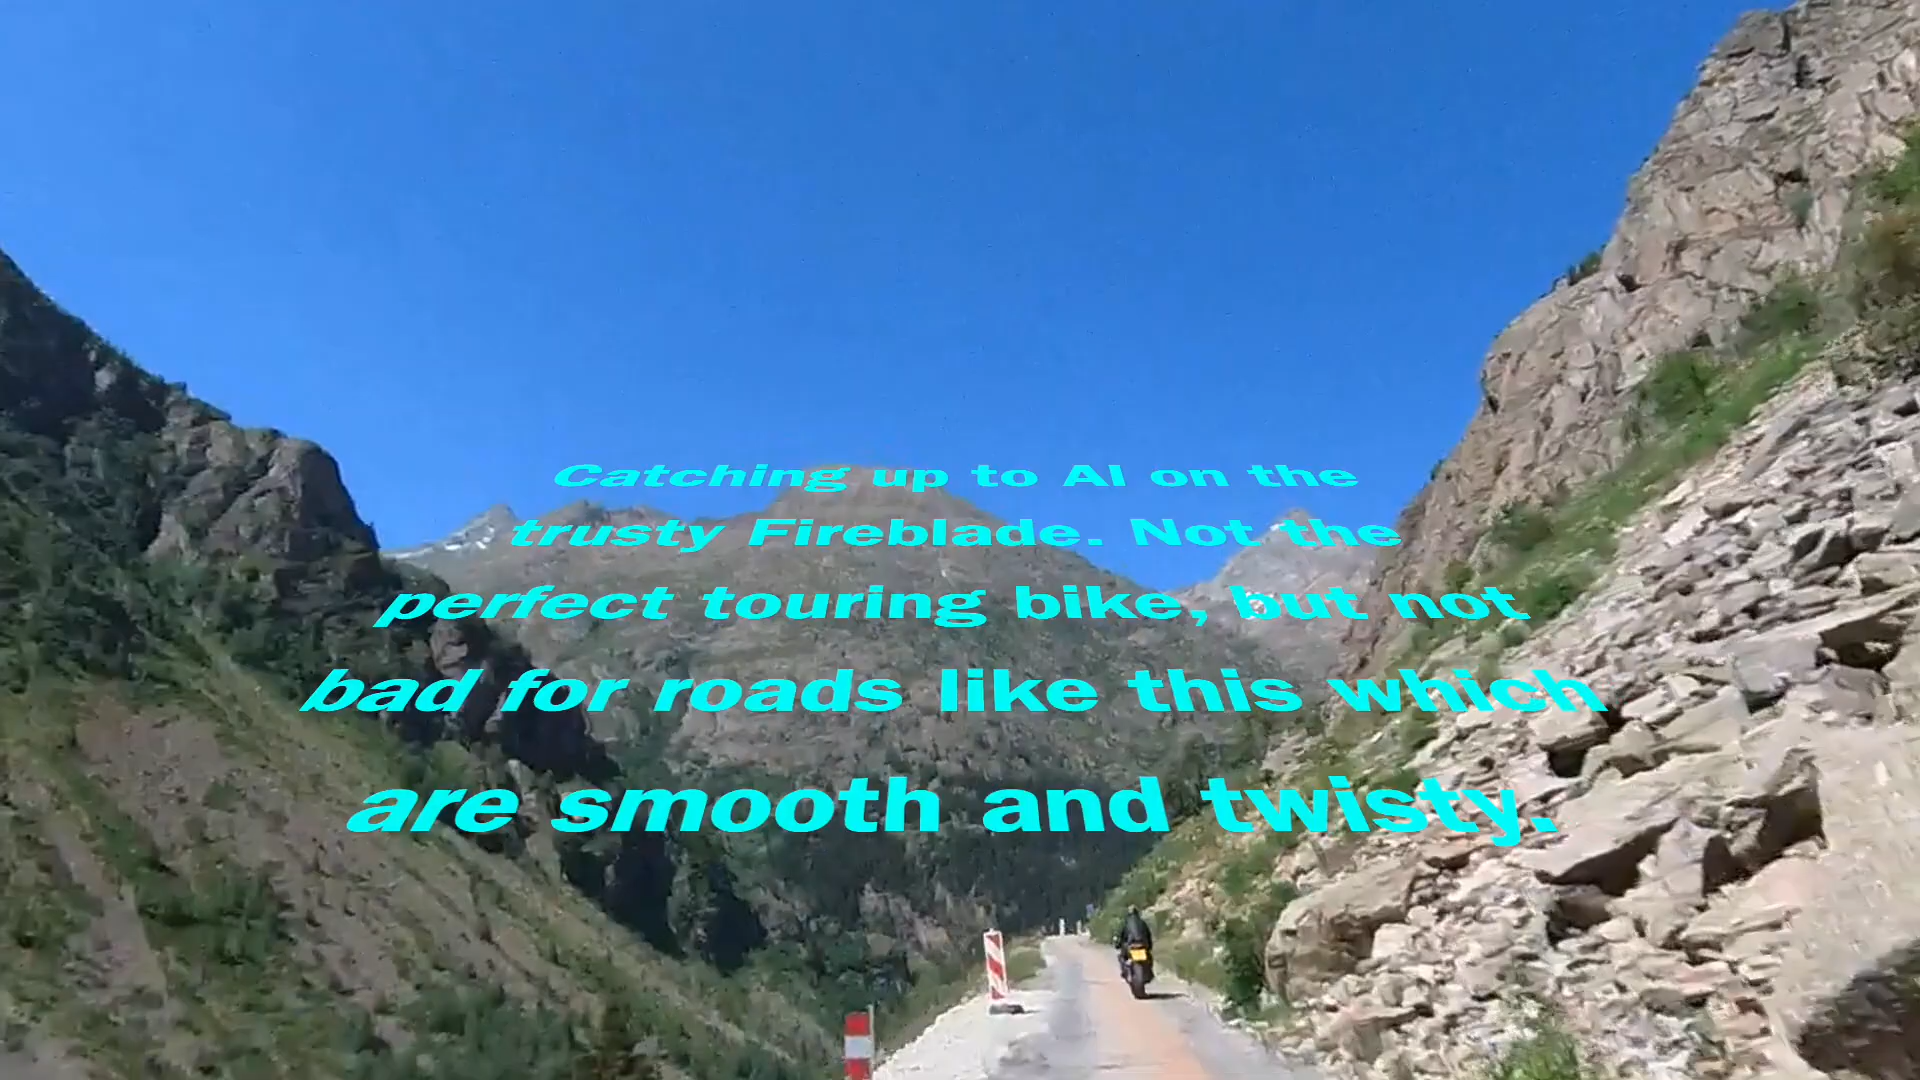 Catching up to Al on the
trusty Fireblade. Not the
perfect touring bike, but not
bad for roads like this which
are smooth and twisty.